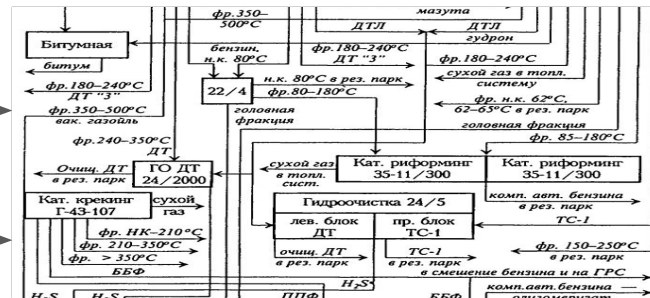 фр.350–
500°С
мазута
ДТЛ
ДТЛ
гудрон
Битумная
битум
бензин,
н.к. 80°С
фр.180–240°С
ДТ "З"
фр.180–240°С
сухой газ в топл.
систему
фр.180–240°С
ДТ "З"
22/4
н.к. 80°С в рез. парк
фр.80–180°С
фр. н.к. 62°С,
62–65°С в рез. парк
фр.350–500°С
вак. газойль
головная
фракция
головная фракция
фр. 85–180°С
фр.240–350°С
ДТ
Очищ. ДТ
в рез. парк
ГО ДТ
24/2000
сухой газ
в топл.
сист.
Кат. риформинг
35-11/300
Кат. риформинг
35-11/300
Кат. крекинг
Г-43-107
сухой
газ
Гидроочистка 24/5
лев. блок
ДТ
пр. блок
ТС-1
комп. авт. бензина
в рез. парк
ТС-1
фр. НК–210°С
фр. 210–350°С
фр. > 350°С
ББФ
очищ. ДТ
в рез. парк
ТС-1
в рез. парк
фр. 150–250°С
в рез. парк
в смешение бензина и на ГРС
H₂S
H₂S
H₂S
ППФ
ББФ
комп.авт.бензина —
олигомеризат